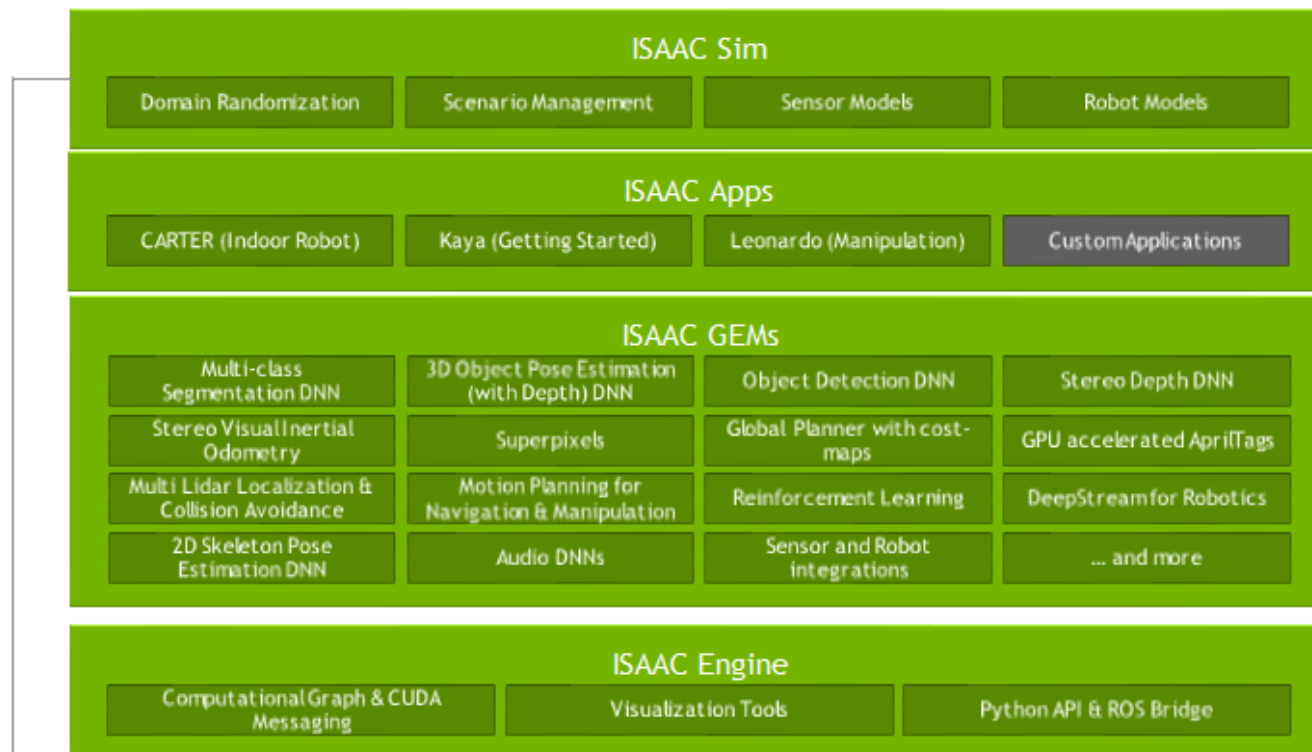 ISAAC Sim
Domain Randomization
Scenario Management
Sensor Models
Robot Models
ISAAC Apps
CARTER (Indoor Robot)
Kaya (Getting Started)
Leonardo (Manipulation)
Custom Applications
ISAAC GEMs
Multi-class
Segmentation DNN
3D Object Pose Estimation
(with Depth) DNN
Object Detection DNN
Stereo Depth DNN
Stereo Visual Inertial
Odometry
Superpixels
Global Planner with cost-
maps
GPU accelerated AprilTags
Multi Lidar Localization &
Collision Avoidance
Motion Planning for
Navigation & Manipulation
Reinforcement Learning
DeepStream for Robotics
2D Skeleton Pose
Estimation DNN
Audio DNNs
Sensor and Robot
integrations
... and more
ISAAC Engine
Computational Graph & CUDA
Messaging
Visualization Tools
Python API & ROS Bridge